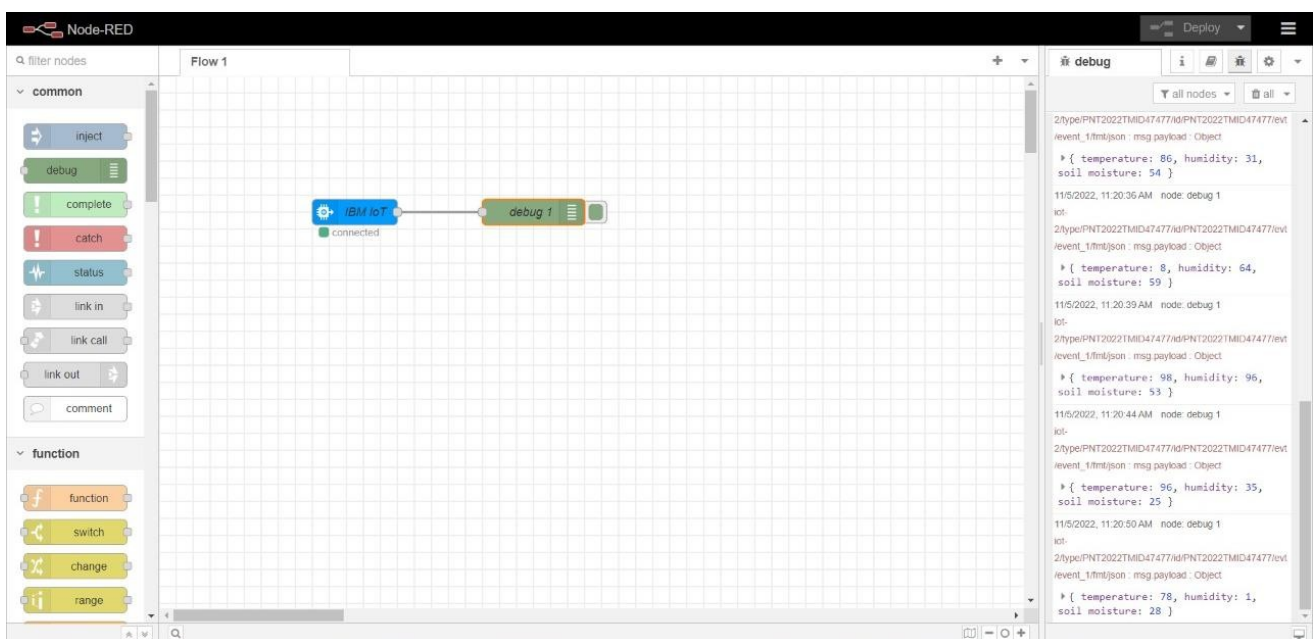 Node-RED
Deploy
filter nodes
Flow 1
debug
i
all nodes
all
common
inject
debug
complete
catch
status
link in
link call
link out
comment
function
function
switch
change
range
IBM IoT
connected
debug 1
2/type/PNT2022TMID47477/id/PNT2022TMID47477/evt
/event_1/fmt/json : msg.payload : Object
{ temperature: 86, humidity: 31,
soil moisture: 54 }
11/5/2022, 11:20:36 AM node: debug 1
iot-
2/type/PNT2022TMID47477/id/PNT2022TMID47477/evt
/event_1/fmt/json : msg.payload : Object
{ temperature: 8, humidity: 64,
soil moisture: 59 }
11/5/2022, 11:20:39 AM node: debug 1
iot-
2/type/PNT2022TMID47477/id/PNT2022TMID47477/evt
/event_1/fmt/json : msg.payload : Object
{ temperature: 98, humidity: 96,
soil moisture: 53 }
11/5/2022, 11:20:44 AM node: debug 1
iot-
2/type/PNT2022TMID47477/id/PNT2022TMID47477/evt
/event_1/fmt/json : msg.payload : Object
{ temperature: 96, humidity: 35,
soil moisture: 25 }
11/5/2022, 11:20:50 AM node: debug 1
iot-
2/type/PNT2022TMID47477/id/PNT2022TMID47477/evt
/event_1/fmt/json : msg.payload : Object
{ temperature: 78, humidity: 1,
soil moisture: 28 }